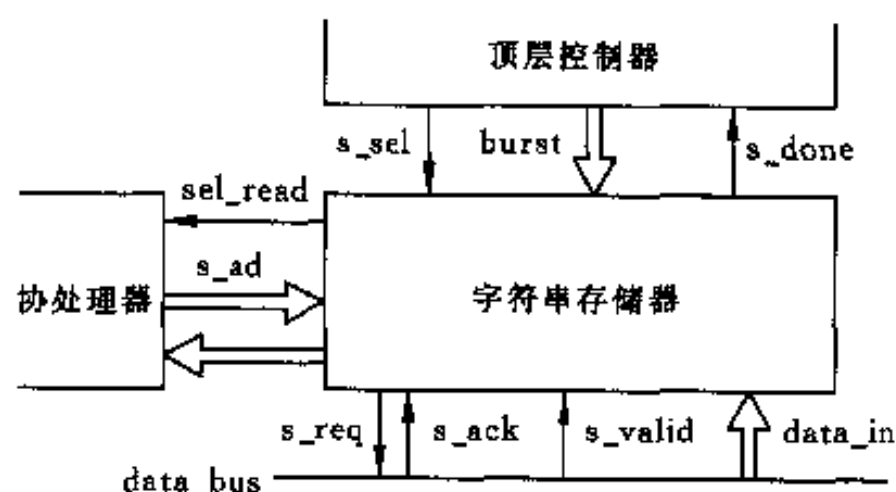 顶层控制器
s_sel
burst
s_done
sel_read
s_ad
协处理器
字符串存储器
s_req
s_ack
s_valid
data_in
data bus